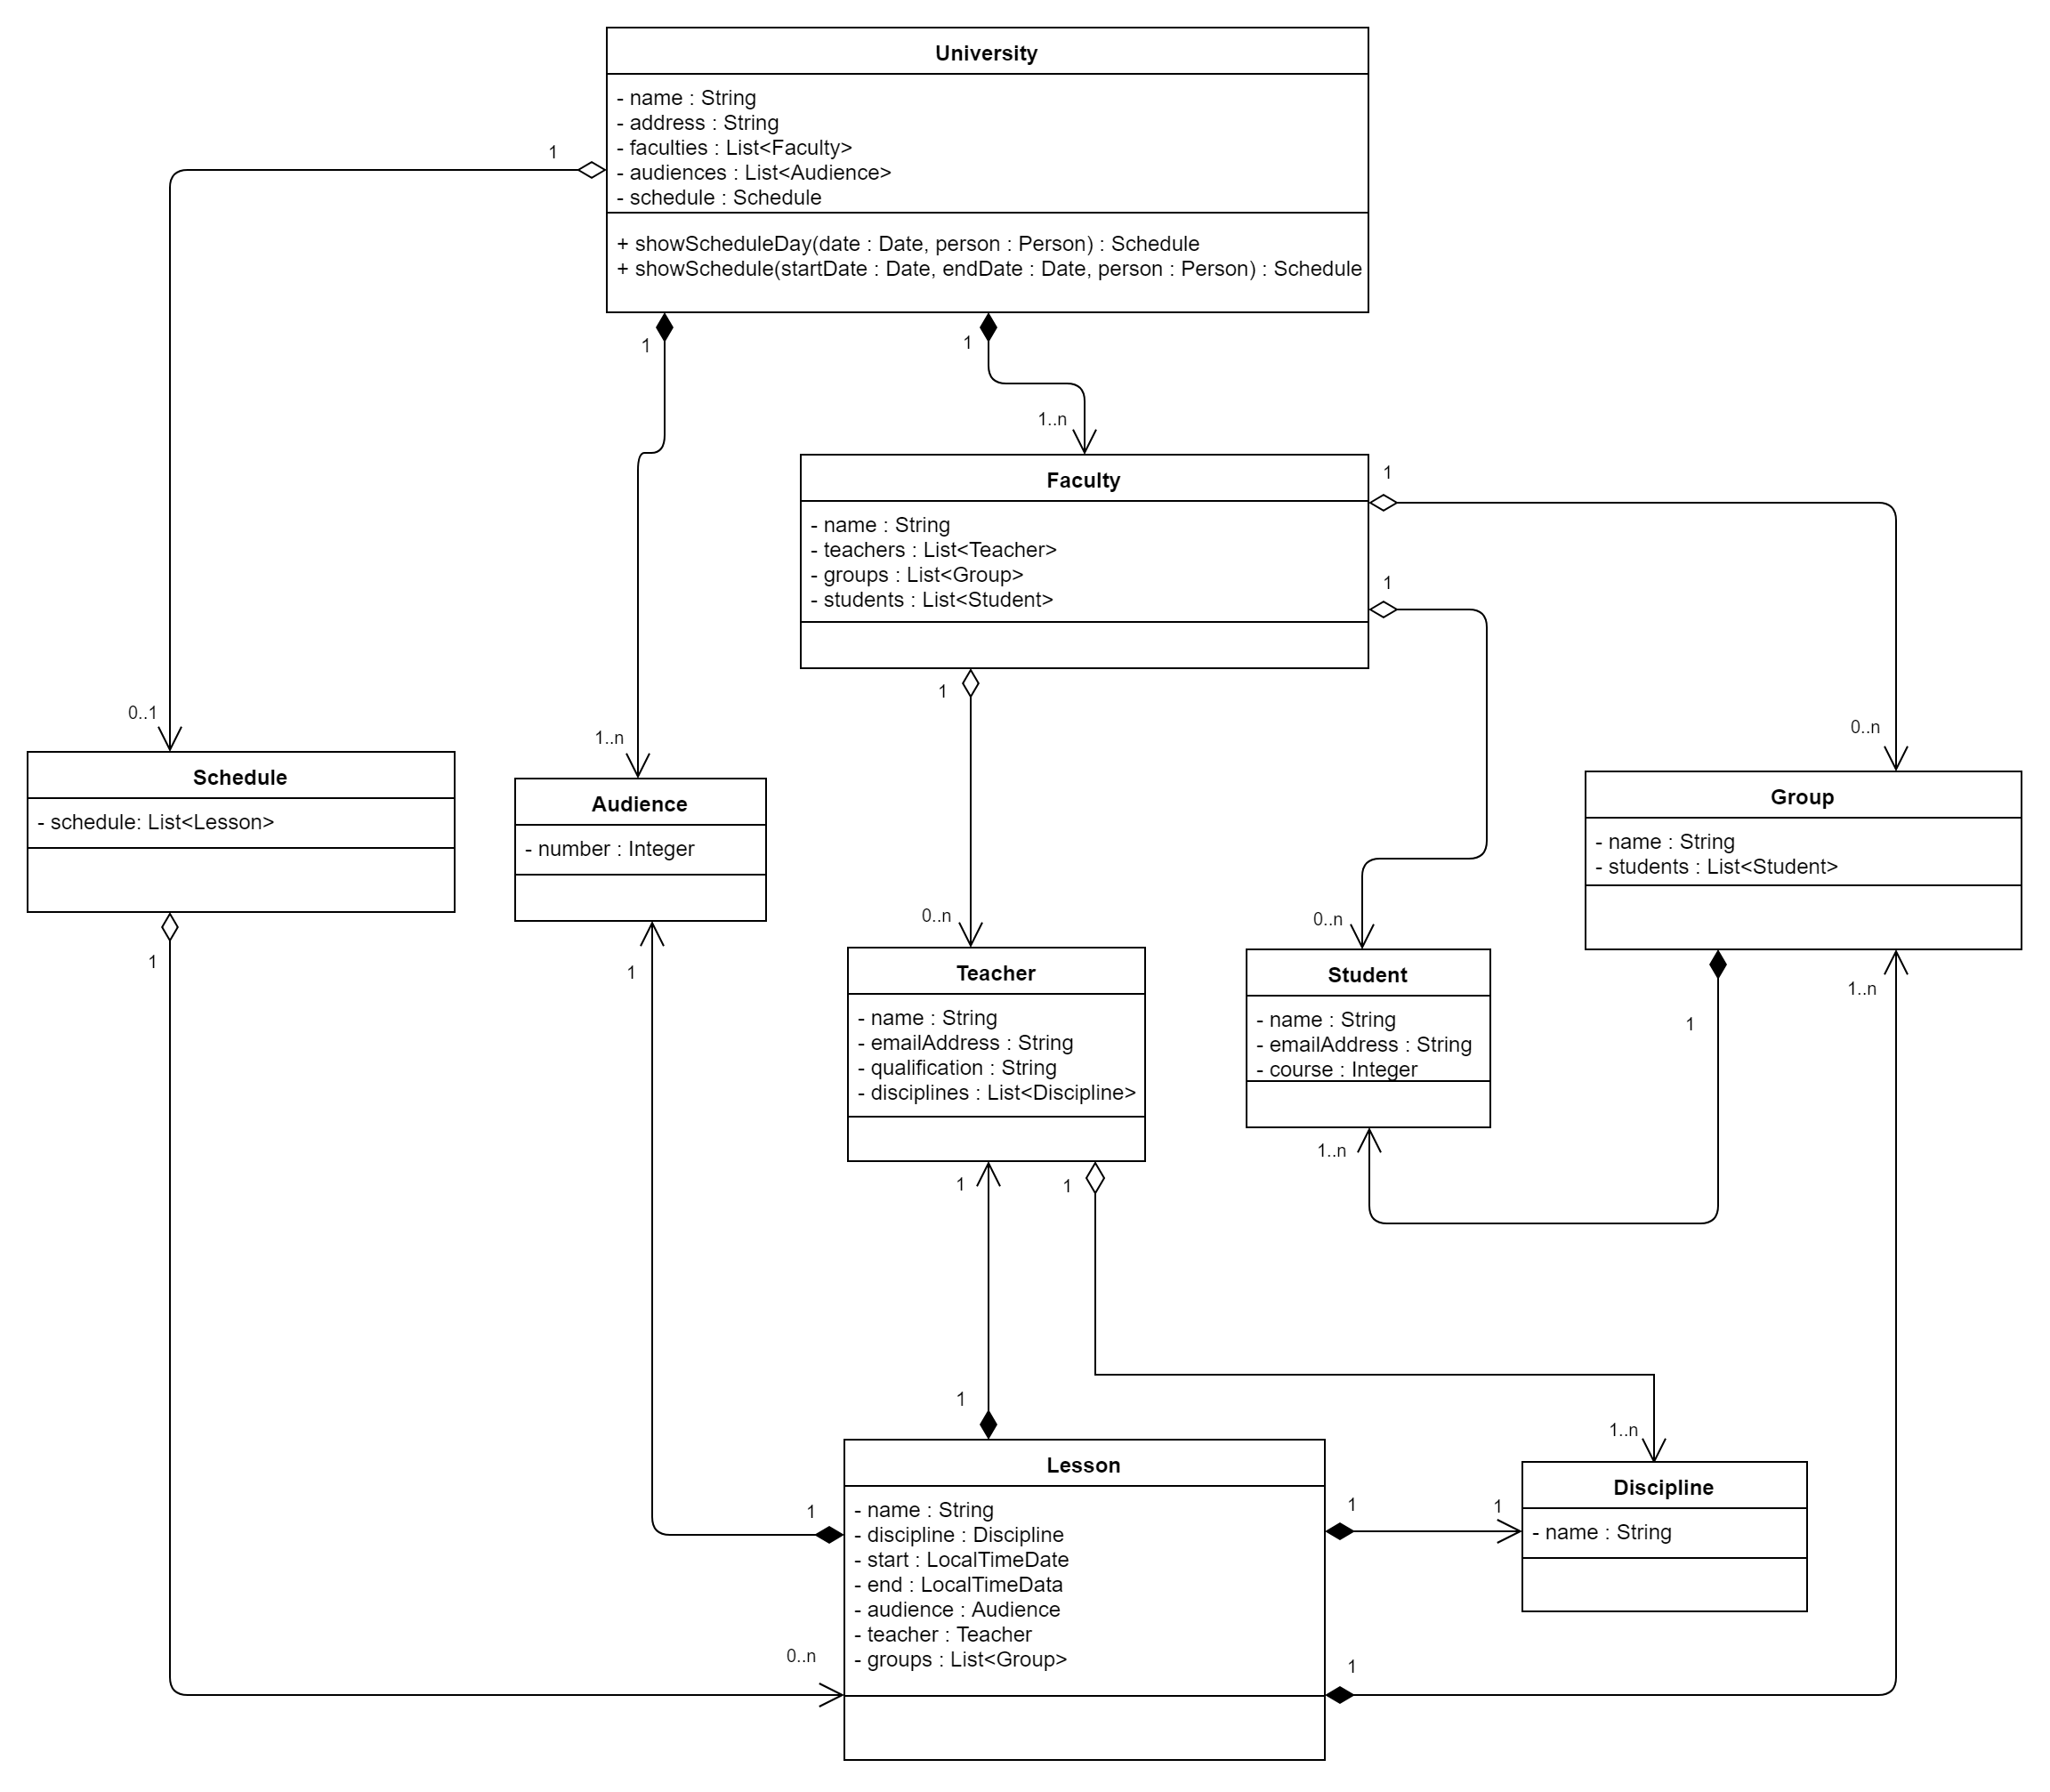 University
- name : String
- address : String
- faculties : List<Faculty>
- audiences : List<Audience>
- schedule : Schedule
+ showScheduleDay(date : Date, person : Person) : Schedule
+ showSchedule(startDate : Date, endDate : Date, person : Person) : Schedule
1
1
1
0..1
1..n
1..n
Faculty
- name : String
- teachers : List<Teacher>
- groups : List<Group>
- students : List<Student>
1
1
1
0..n
0..n
0..n
Schedule
- schedule: List<Lesson>
1
Audience
- number : Integer
1
Group
- name : String
- students : List<Student>
1
1..n
Teacher
- name : String
- emailAddress : String
- qualification : String
- disciplines : List<Discipline>
1
1
Student
- name : String
- emailAddress : String
- course : Integer
1..n
1
1..n
Lesson
- name : String
- discipline : Discipline
- start : LocalTimeDate
- end : LocalTimeData
- audience : Audience
- teacher : Teacher
- groups : List<Group>
1
1
1
0..n
1
Discipline
- name : String